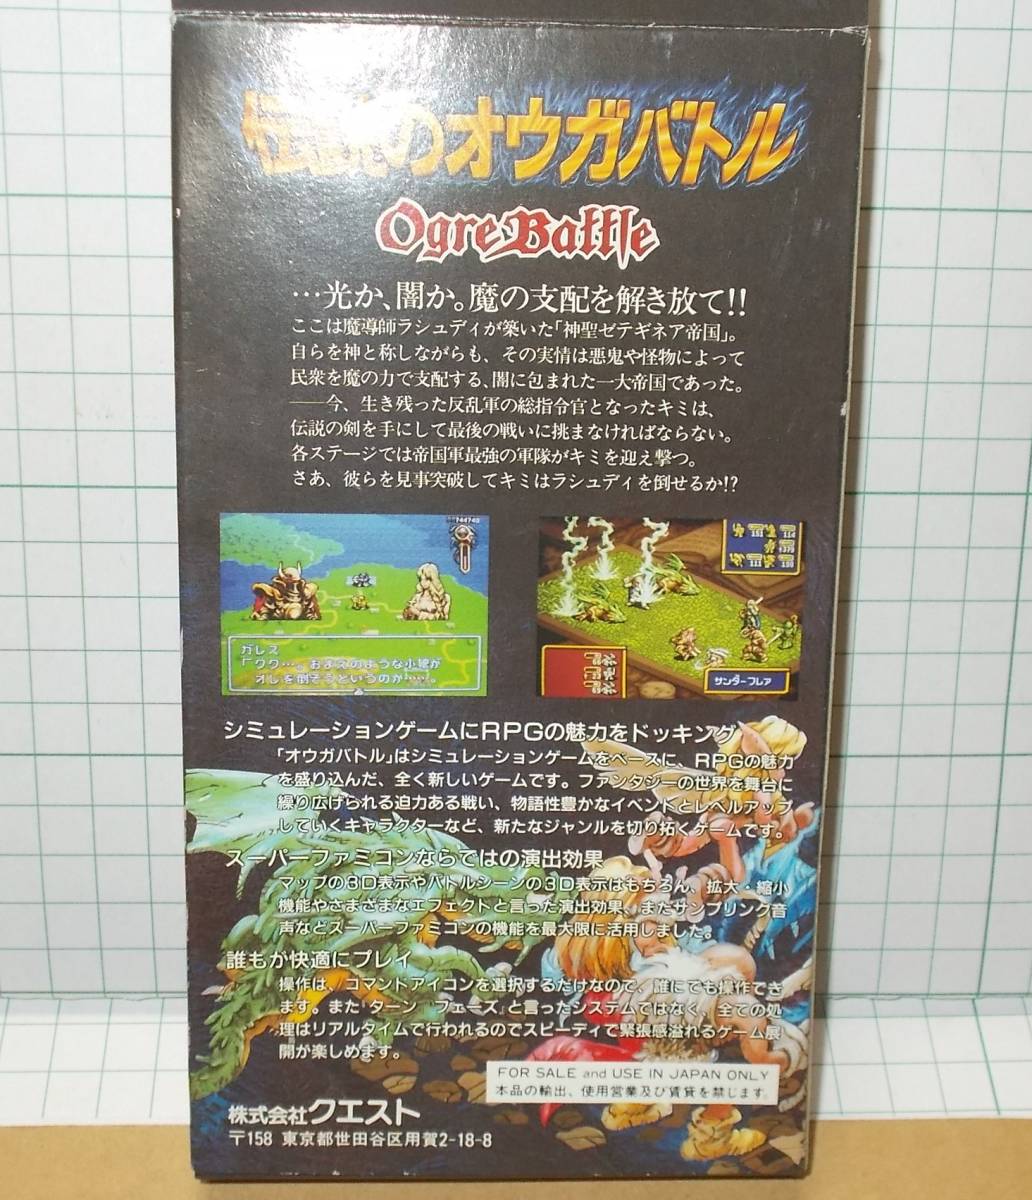 伝説のオウガバトル
Ogre Battle
…光か、闇か。魔の支配を解き放て!!
ここは魔導師ラシュディが築いた「神聖ゼテギネア帝国」。
自らを神と称しながらも、その実情は悪鬼や怪物によって
民衆を魔の力で支配する、闇に包まれた一大帝国であった。
――今、生き残った反乱軍の総指令官となったキミは、
伝説の剣を手にして最後の戦いに挑まなければならない。
各ステージでは帝国軍最強の軍隊がキミを迎え撃つ。
さあ、彼らを見事突破してキミはラシュディを倒せるか!?
ガレス
「ククク…。おまえのような小娘が
オレを倒そうというのか……。
サンダーフレア
シミュレーションゲームにRPGの魅力をドッキング
「オウガバトル」はシミュレーションゲームをベースに、RPGの魅力
を盛り込んだ、全く新しいゲームです。ファンタジーの世界を舞台に
繰り広げられる迫力ある戦い、物語性豊かなイベントとレベルアップ
していくキャラクターなど、新たなジャンルを切り拓くゲームです。
スーパーファミコンならではの演出効果
マップの3D表示やバトルシーンの3D表示はもちろん、拡大・縮小
機能やさまざまなエフェクトと言った演出効果、またサンプリング音
声などスーパーファミコンの機能を最大限に活用しました。
誰もが快適にプレイ
操作は、コマンドアイコンを選択するだけなので、誰にでも操作でき
ます。また『ターン フェーズ』と言ったシステムではなく、全ての処
理はリアルタイムで行われるのでスピーディで緊張感溢れるゲーム展
開が楽しめます。
FOR SALE and USE IN JAPAN ONLY
本品の輸出、使用営業及び賃貸を禁じます。
株式会社クエスト
〒158 東京都世田谷区用賀2-18-8